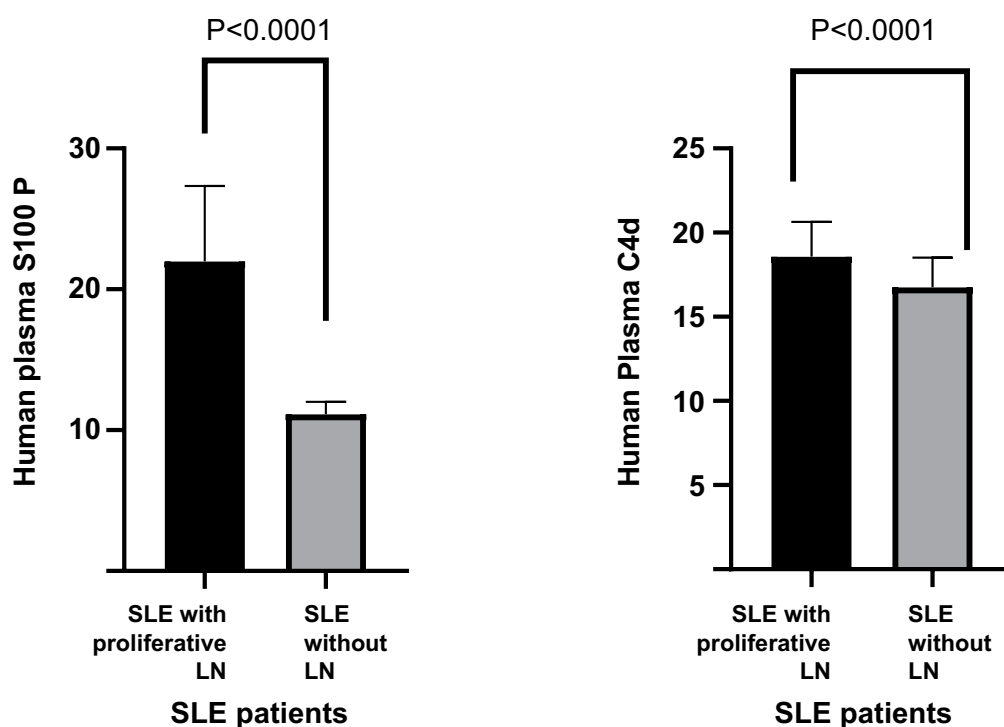 P<0.0001
Human plasma S100 P
30
20
10
SLE with
proliferative
LN
SLE
without
LN
SLE patients
P<0.0001
Human Plasma C4d
25
20
15
10
5
SLE with
proliferative
LN
SLE
without
LN
SLE patients